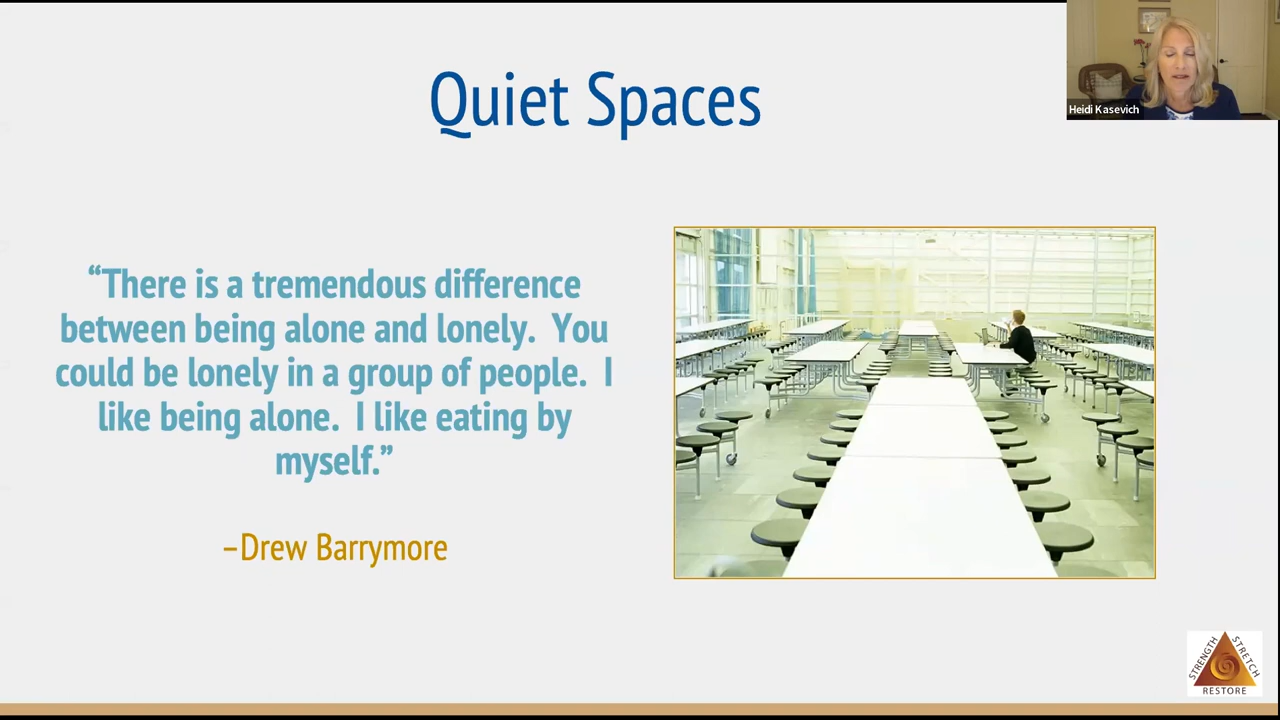 Quiet Spaces
Heidi Kasevich
“There is a tremendous difference
between being alone and lonely.  You
could be lonely in a group of people.  I
like being alone.  I like eating by
myself.”
–Drew Barrymore
STRENGTH
STRETCH
RESTORE